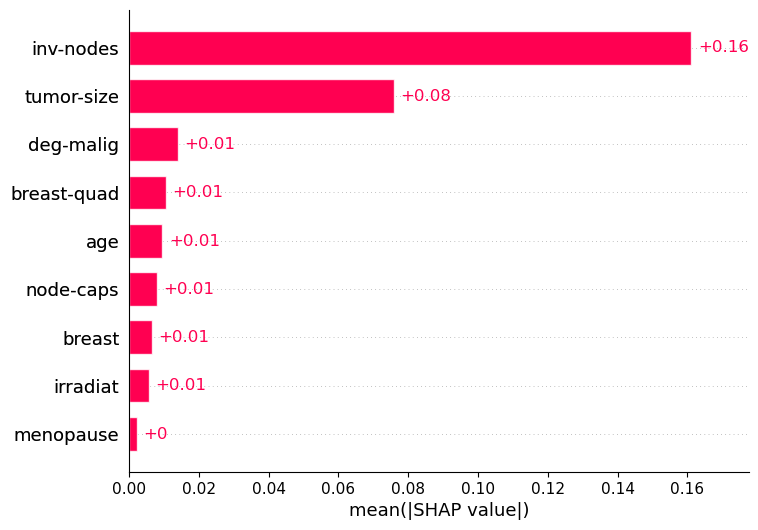 inv-nodes +0.16
tumor-size +0.08
deg-malig +0.01
breast-quad +0.01
age +0.01
node-caps +0.01
breast +0.01
irradiat +0.01
menopause +0
0.00 0.02 0.04 0.06 0.08 0.10 0.12 0.14 0.16
mean(|SHAP value|)